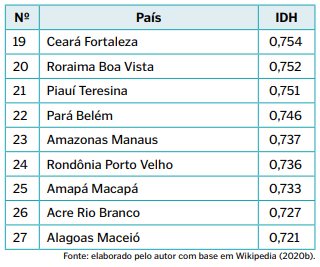 Nº País IDH
19 Ceará Fortaleza 0,754
20 Roraima Boa Vista 0,752
21 Piauí Teresina 0,751
22 Pará Belém 0,746
23 Amazonas Manaus 0,737
24 Rondônia Porto Velho 0,736
25 Amapá Macapá 0,733
26 Acre Rio Branco 0,727
27 Alagoas Maceió 0,721
Fonte: elaborado pelo autor com base em Wikipedia (2020b).